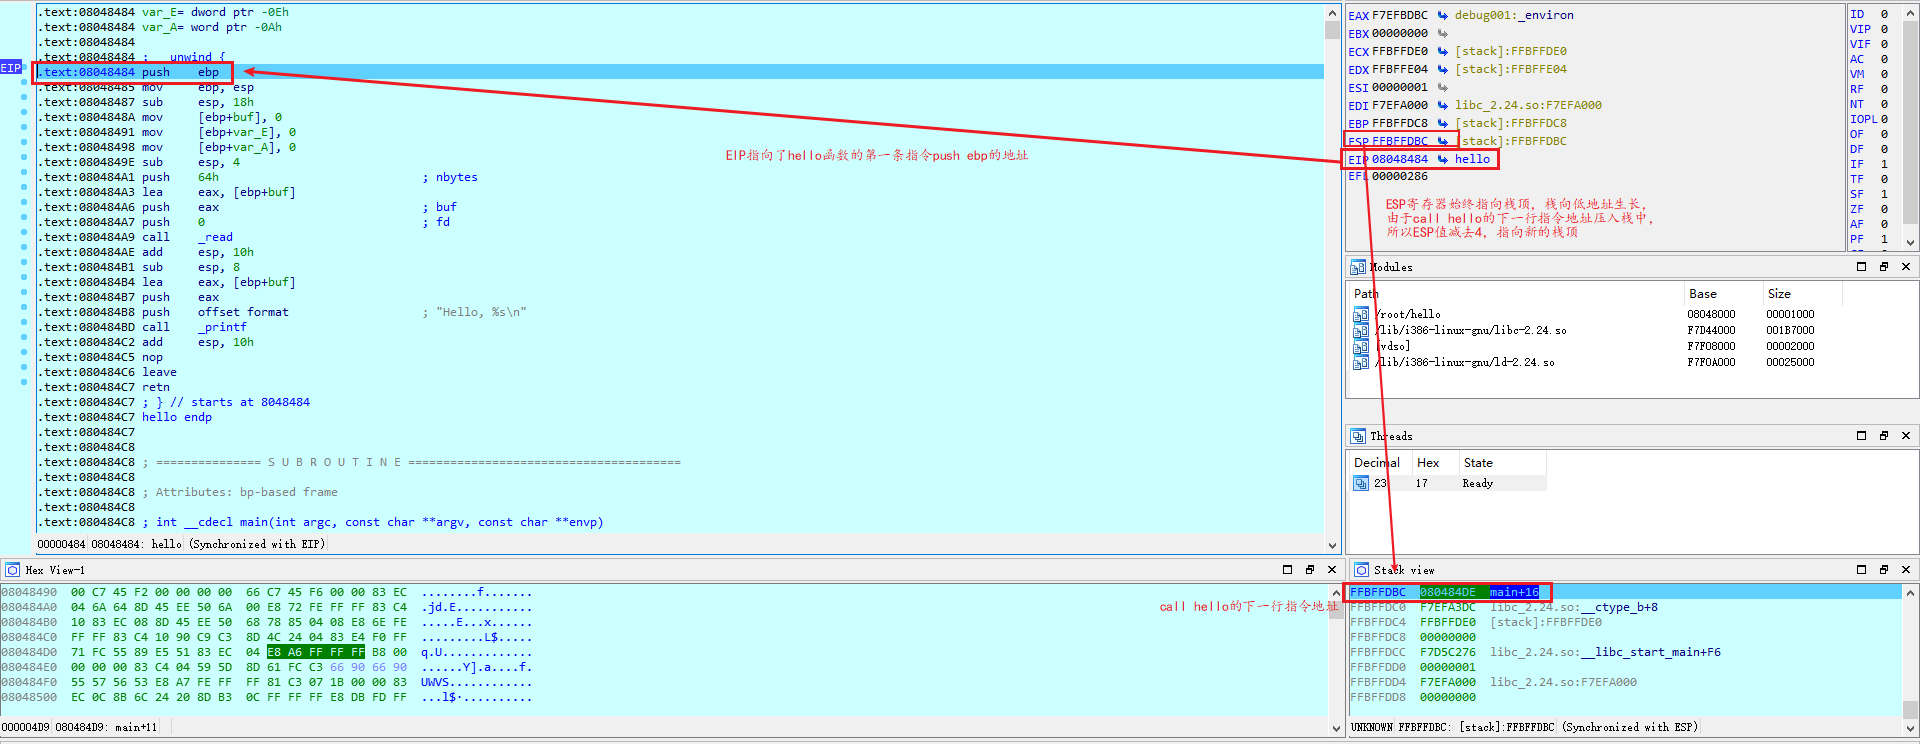 .text:08048484 var_E= dword ptr -0Eh
.text:08048484 var_A= word ptr -0Ah
.text:08048484
.text:08048484 ; __unwind {
EIP
.text:08048484 push ebp
.text:08048485 mov ebp, esp
.text:08048487 sub esp, 18h
.text:0804848A mov [ebp+buf], 0
.text:08048491 mov [ebp+var_E], 0
.text:08048498 mov [ebp+var_A], 0
.text:0804849E sub esp, 4
.text:080484A1 push 64h ; nbytes
.text:080484A3 lea eax, [ebp+buf]
.text:080484A6 push eax ; buf
.text:080484A7 push 0 ; fd
.text:080484A9 call _read
.text:080484AE add esp, 10h
.text:080484B1 sub esp, 8
.text:080484B4 lea eax, [ebp+buf]
.text:080484B7 push eax
.text:080484B8 push offset format ; "Hello, %s\n"
.text:080484BD call _printf
.text:080484C2 add esp, 10h
.text:080484C5 nop
.text:080484C6 leave
.text:080484C7 retn
.text:080484C7 ; } // starts at 8048484
.text:080484C7 hello endp
.text:080484C7
.text:080484C8
.text:080484C8 ; =============== S U B R O U T I N E =======================================
.text:080484C8
.text:080484C8 ; Attributes: bp-based frame
.text:080484C8
.text:080484C8 ; int __cdecl main(int argc, const char **argv, const char **envp)
00000484 08048484: hello (Synchronized with EIP)
EIP指向了hello函数的第一条指令push ebp的地址
EAX F7EFBDBC debug001:_environ
EBX 00000000
ECX FFBFFDE0 [stack]:FFBFFDE0
EDX FFBFFE04 [stack]:FFBFFE04
ESI 00000001
EDI F7EFA000 libc_2.24.so:F7EFA000
EBP FFBFFDC8 [stack]:FFBFFDC8
ESP FFBFFDBC [stack]:FFBFFDBC
EIP 08048484 hello
EFL 00000286
ESP寄存器始终指向栈顶, 栈向低地址生长,
由于call hello的下一行指令地址压入栈中,
所以ESP值减去4, 指向新的栈顶
ID 0
VIP 0
VIF 0
AC 0
VM 0
RF 0
NT 0
IOPL 0
OF 0
DF 0
IF 1
TF 0
SF 1
ZF 0
AF 0
PF 1
Modules
Path Base Size
/root/hello 08048000 00001000
/lib/i386-linux-gnu/libc-2.24.so F7D44000 001B7000
[vdso] F7F08000 00002000
/lib/i386-linux-gnu/ld-2.24.so F7F0A000 00025000
Threads
Decimal Hex State
23 17 Ready
Hex View-1
08048490 00 C7 45 F2 00 00 00 00 66 C7 45 F6 00 00 83 EC ........f.......
080484A0 04 6A 64 8D 45 EE 50 6A 00 E8 72 FE FF FF 83 C4 .jd.E...........
080484B0 10 83 EC 08 8D 45 EE 50 68 78 85 04 08 E8 6E FE .....E...x......
080484C0 FF FF 83 C4 10 90 C9 C3 8D 4C 24 04 83 E4 F0 FF .........L$.....
080484D0 71 FC 55 89 E5 51 83 EC 04 E8 A6 FF FF FF B8 00 q.U.............
080484E0 00 00 00 83 C4 04 59 5D 8D 61 FC C3 66 90 66 90 ......Y].a....f.
080484F0 55 57 56 53 E8 A7 FE FF FF 81 C3 07 1B 00 00 83 UWVS............
08048500 EC 0C 8B 6C 24 20 8D B3 0C FF FF FF E8 DB FD FF ...l$·..........
000004D9 080484D9: main+11
call hello的下一行指令地址
Stack view
FFBFFDBC 080484DE main+16
FFBFFDC0 F7EFA3DC libc_2.24.so:__ctype_b+8
FFBFFDC4 FFBFFDE0 [stack]:FFBFFDE0
FFBFFDC8 00000000
FFBFFDCC F7D5C276 libc_2.24.so:__libc_start_main+F6
FFBFFDD0 00000001
FFBFFDD4 F7EFA000 libc_2.24.so:F7EFA000
FFBFFDD8 00000000
UNKNOWN FFBFFDBC: [stack]:FFBFFDBC (Synchronized with ESP)